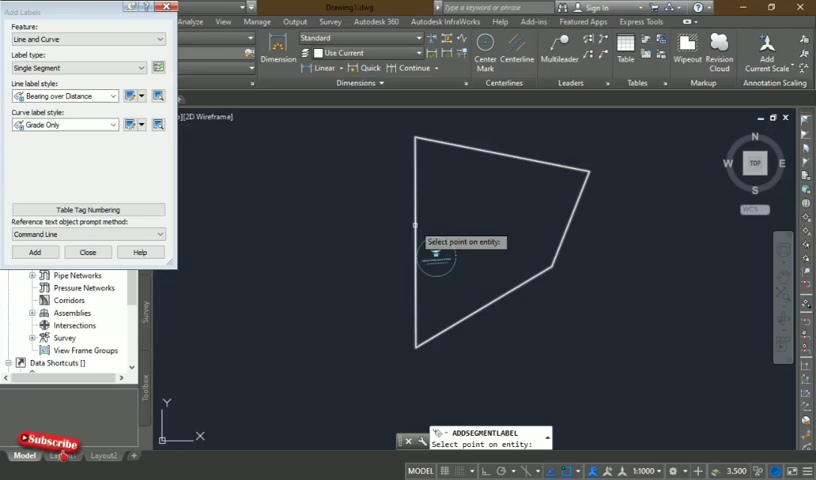 Drawing1.dwg
Type a keyword or phrase
Sign In
Add Labels
Analyze View Manage Output Survey Autodesk 360 Autodesk InfraWorks Help Add-ins Featured Apps Express Tools
Feature:
Line and Curve
Label type:
Single Segment
Line label style:
Bearing over Distance
Curve label style:
Grade Only
Table Tag Numbering
Reference text object prompt method:
Command Line
Add Close Help
Standard
Use Current
Dimension
Linear Quick Continue
Dimensions
Center Mark
Centerline
Centerlines
Multileader
Leaders
Table
Tables
Wipeout
Revision Cloud
Markup
Add Current Scale
Annotation Scaling
][2D Wireframe]
N
W TOP E
S
WCS
Select point on entity:
Pipe Networks
Pressure Networks
Corridors
Assemblies
Intersections
Survey
View Frame Groups
Data Shortcuts []
Survey
Toolbox
Y
X
ADDSEGMENTLABEL
Select point on entity:
Subscribe
Model Layout2 +
MODEL 1:1000 3.500